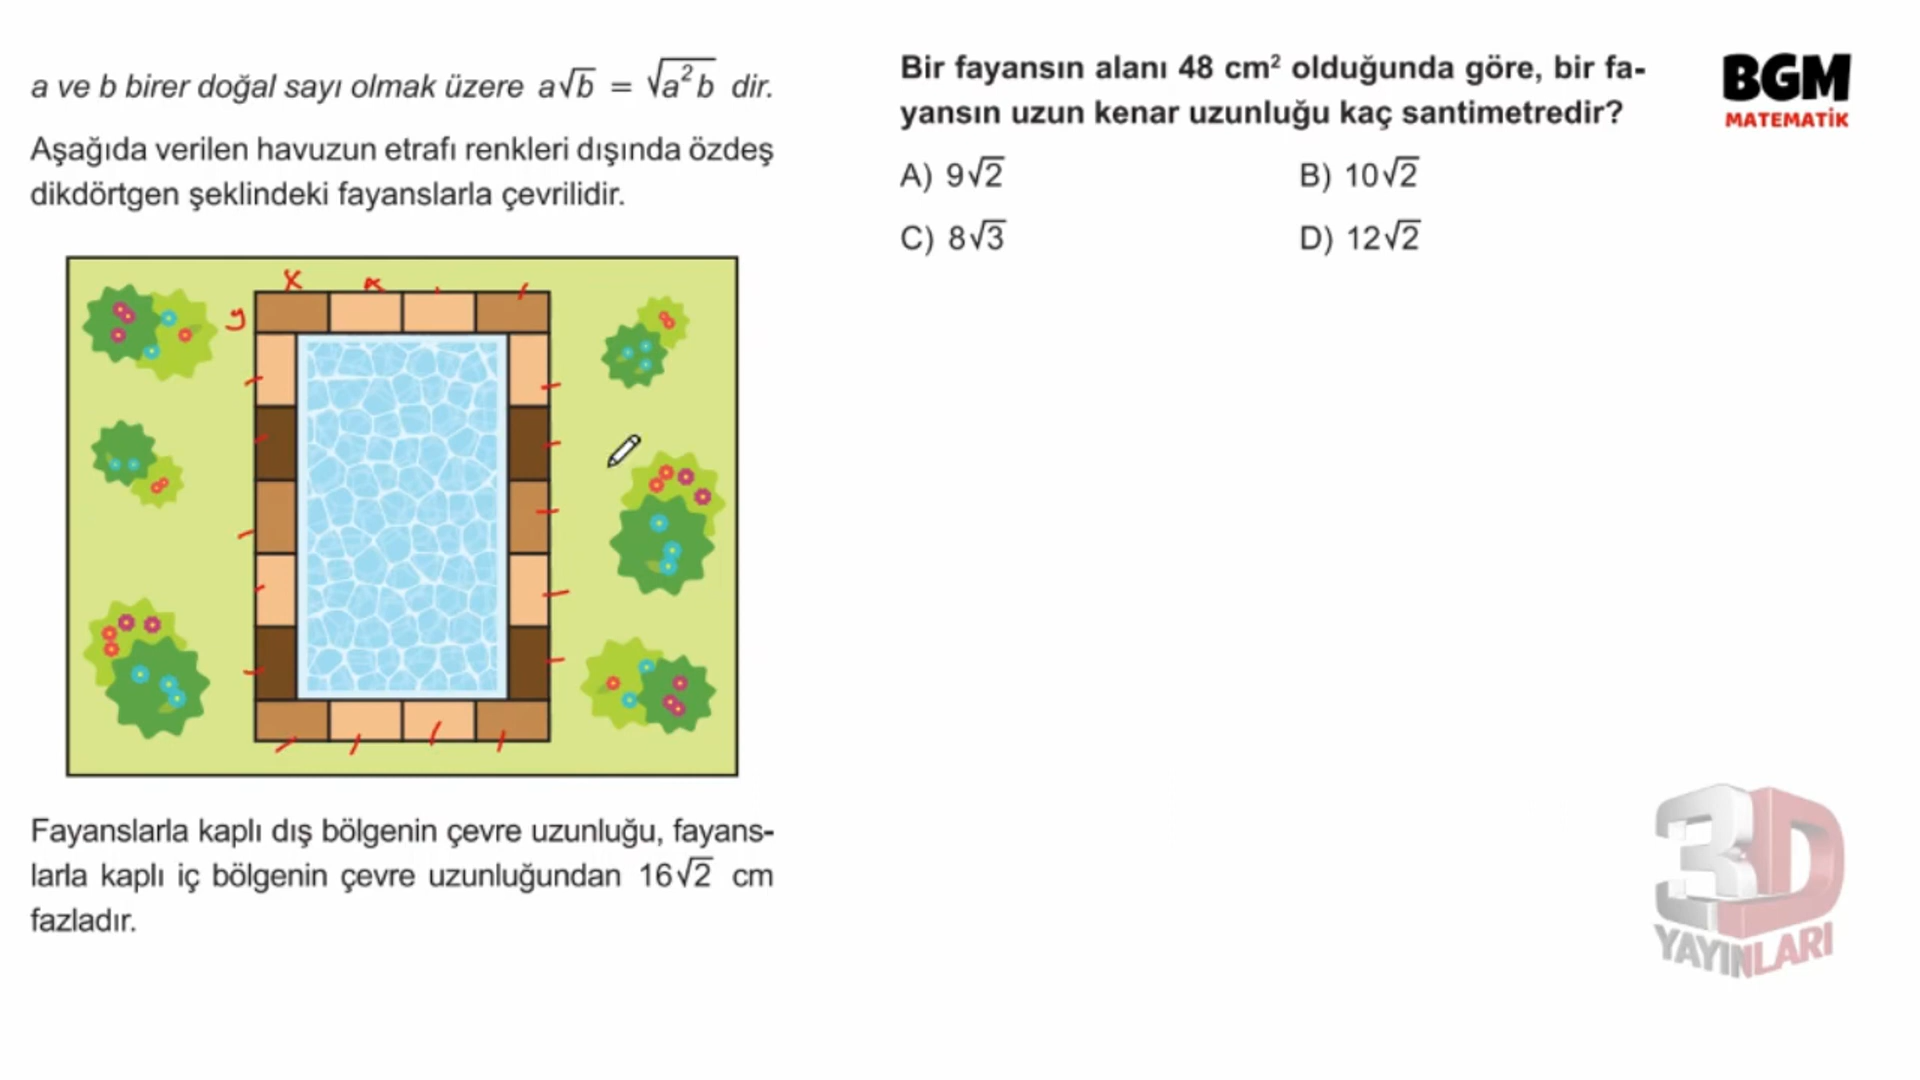 a ve b birer doğal sayı olmak üzere a√b = √a²b dir.
Aşağıda verilen havuzun etrafı renkleri dışında özdeş
dikdörtgen şeklindeki fayanslarla çevrilidir.
x x
y
Fayanslarla kaplı dış bölgenin çevre uzunluğu, fayans-
larla kaplı iç bölgenin çevre uzunluğundan 16√2 cm
fazladır.
Bir fayansın alanı 48 cm² olduğunda göre, bir fa-
yansın uzun kenar uzunluğu kaç santimetredir?
A) 9√2 B) 10√2
C) 8√3 D) 12√2
BGM
MATEMATİK
3D
YAYINLARI